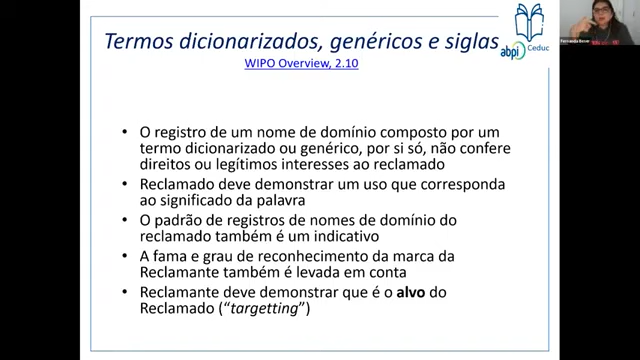 Termos dicionarizados, genéricos e siglas
WIPO Overview, 2.10
abpi
Ceduc
• O registro de um nome de domínio composto por um
termo dicionarizado ou genérico, por si só, não confere
direitos ou legítimos interesses ao reclamado
• Reclamado deve demonstrar um uso que corresponda
ao significado da palavra
• O padrão de registros de nomes de domínio do
reclamado também é um indicativo
• A fama e grau de reconhecimento da marca da
Reclamante também é levada em conta
• Reclamante deve demonstrar que é o alvo do
Reclamado (“targetting”)